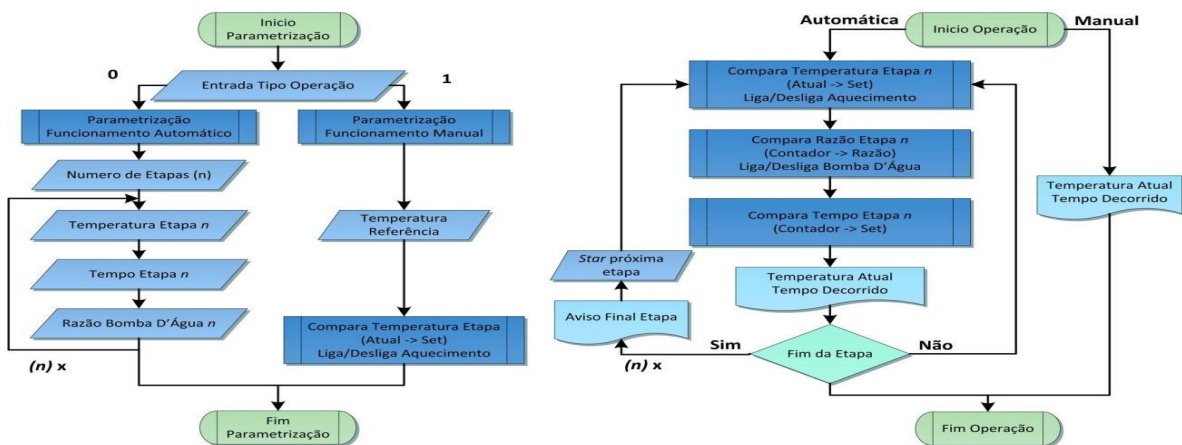 Inicio
Parametrização
0
Entrada Tipo Operação
1
Parametrização
Funcionamento Automático
Parametrização
Funcionamento Manual
Numero de Etapas (n)
Temperatura Etapa n
Temperatura
Referência
Tempo Etapa n
Razão Bomba D'Água n
Compara Temperatura Etapa
(Atual -> Set)
Liga/Desliga Aquecimento
(n) x
Fim
Parametrização
Automática
Inicio Operação
Manual
Compara Temperatura Etapa n
(Atual -> Set)
Liga/Desliga Aquecimento
Compara Razão Etapa n
(Contador -> Razão)
Liga/Desliga Bomba D'Água
Temperatura Atual
Tempo Decorrido
Compara Tempo Etapa n
(Contador -> Set)
Star próxima
etapa
Temperatura Atual
Tempo Decorrido
Aviso Final Etapa
Sim
Fim da Etapa
Não
(n) x
Fim Operação